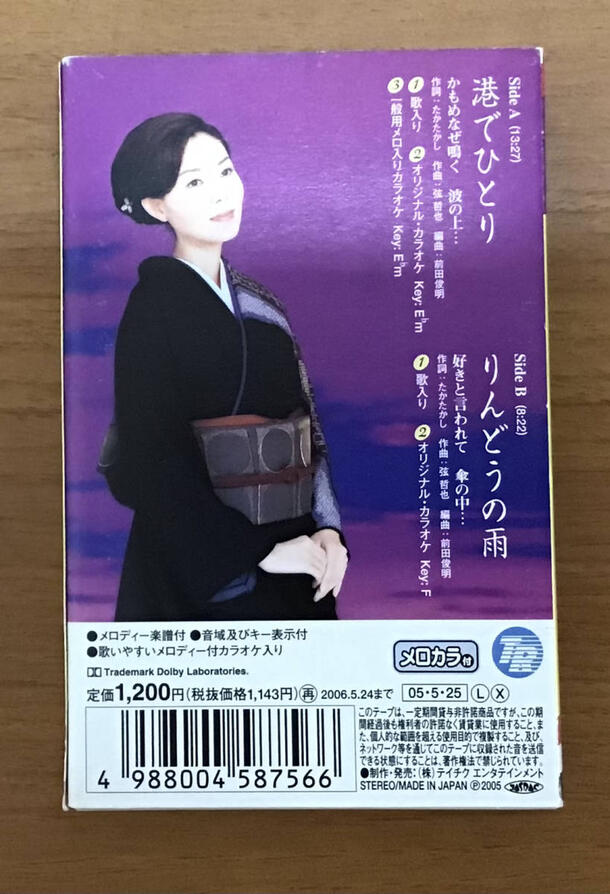 Side A (13:27)
港でひとり
かもめなぜ鳴く 波の上…
作詞:たかたかし 作曲:弦 哲也 編曲:前田俊明
1 歌入り 2 オリジナル・カラオケ Key: E♭m
3 一般用メロ入りカラオケ Key: E♭m
Side B (8:22)
りんどうの雨
好きと言われて 傘の中…
作詞:たかたかし 作曲:弦 哲也 編曲:前田俊明
1 歌入り 2 オリジナル・カラオケ Key: F
●メロディー楽譜付 ●音域及びキー表示付
●歌いやすいメロディー付カラオケ入り
メロカラ付
Trademark Dolby Laboratories.
定価1,200円(税抜価格1,143円) 再 2006.5.24まで
05・5・25 L X
4 988004 587566
このテープは、一定期間貸与非許諾商品ですが、この期
間経過後も権利者の許諾なく賃貸業に使用すること、ま
た、個人的な範囲を超える使用目的で複製すること、及び、
ネットワーク等を通じてこのテープに収録された音を送信
できる状態にすることは、著作権法で禁じられています。
●制作・発売:(株)テイチク エンタテインメント
STEREO/MADE IN JAPAN Ⓟ2005 JASRAC